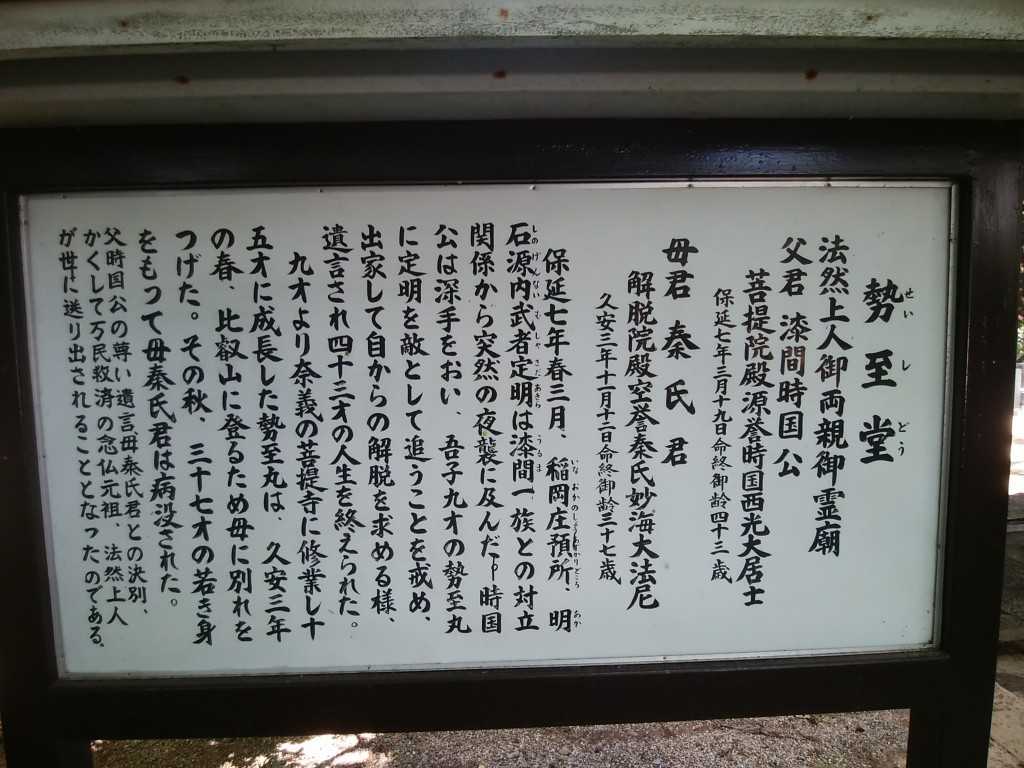 勢至堂
法然上人御両親御霊廟
父君 漆間時国公
菩提院殿源誉時国西光大居士
保延七年三月十九日命終御齢四十三歳
母君 秦氏君
解脱院殿空誉秦氏妙海大法尼
久安三年十一月十二日命終御齢三十七歳
保延七年春三月、稲岡庄預所、明
石源内武者定明は漆間一族との対立
関係から突然の夜襲に及んだ。時国
公は深手をおい、吾子九才の勢至丸
に定明を敵として追うことを戒め、
出家して自からの解脱を求める様、
遺言され四十三才の人生を終えられた。
九才より奈義の菩提寺に修業し十
五才に成長した勢至丸は、久安三年
の春、比叡山に登るため母に別れを
つげた。その秋、三十七才の若き身
をもつて母秦氏君は病没された。
父時国公の尊い遺言母秦氏君との決別、
かくして万民救済の念仏元祖、法然上人
が世に送り出されることとなったのである。